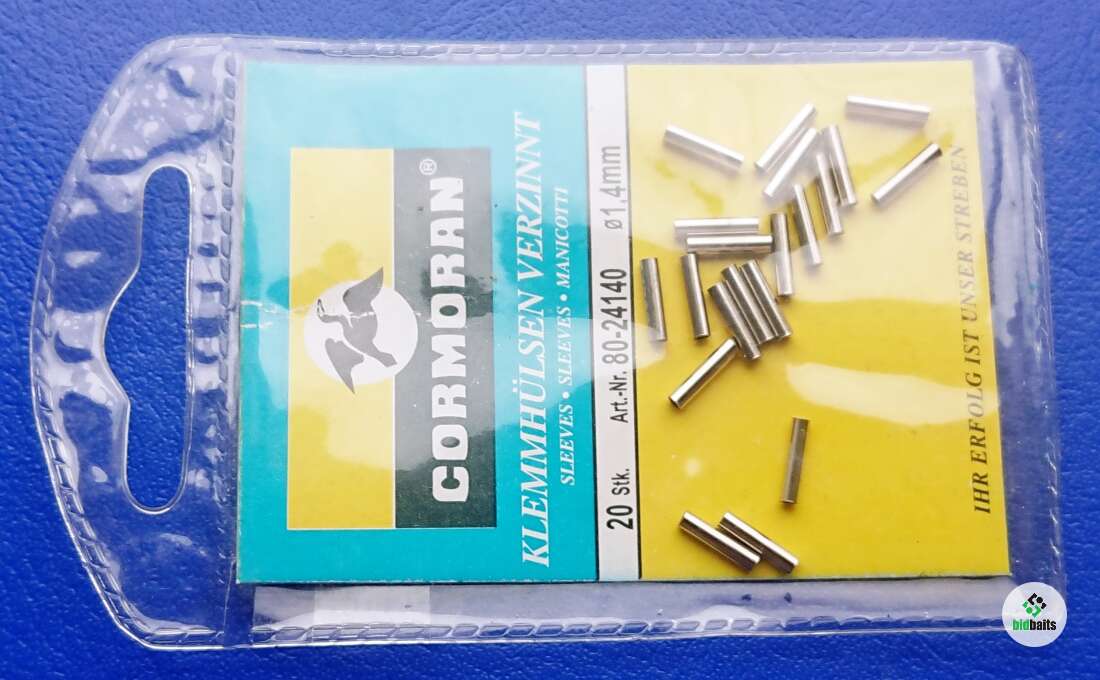 CORMORAN®
KLEMMHÜLSEN VERZINNT
SLEEVES • SLEEVES • MANICOTTI
20 Stk. Art.-Nr. 80-24140 ø1,4mm
IHR ERFOLG IST UNSER STREBEN
bidbaits